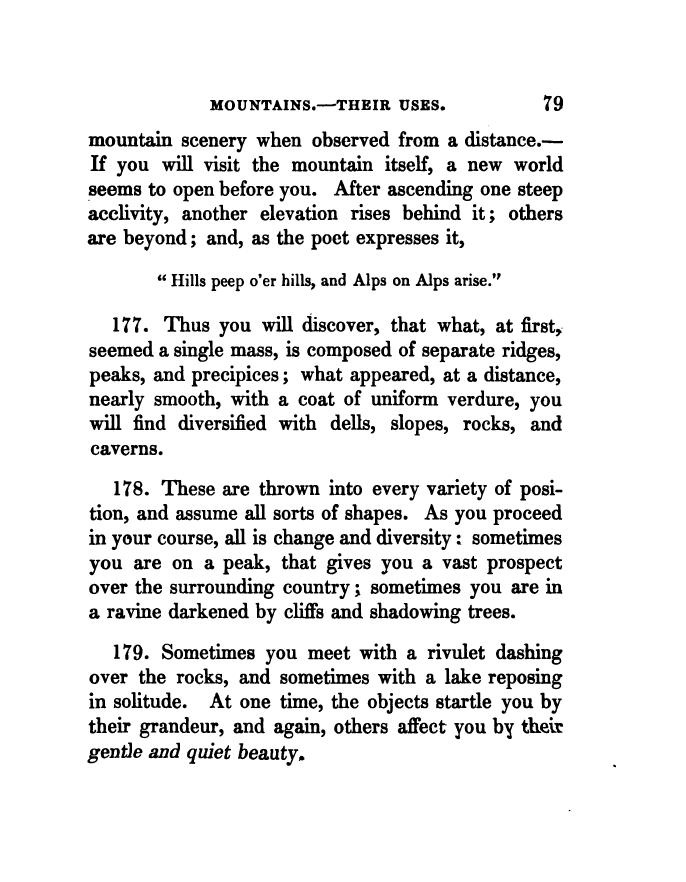 MOUNTAINS.—THEIR USES. 79
mountain scenery when observed from a distance.—
If you will visit the mountain itself, a new world
seems to open before you. After ascending one steep
acclivity, another elevation rises behind it; others
are beyond; and, as the poet expresses it,
“Hills peep o'er hills, and Alps on Alps arise.”
177. Thus you will discover, that what, at first,
seemed a single mass, is composed of separate ridges,
peaks, and precipices; what appeared, at a distance,
nearly smooth, with a coat of uniform verdure, you
will find diversified with dells, slopes, rocks, and
caverns.
178. These are thrown into every variety of posi-
tion, and assume all sorts of shapes. As you proceed
in your course, all is change and diversity: sometimes
you are on a peak, that gives you a vast prospect
over the surrounding country; sometimes you are in
a ravine darkened by cliffs and shadowing trees.
179. Sometimes you meet with a rivulet dashing
over the rocks, and sometimes with a lake reposing
in solitude. At one time, the objects startle you by
their grandeur, and again, others affect you by their
gentle and quiet beauty.